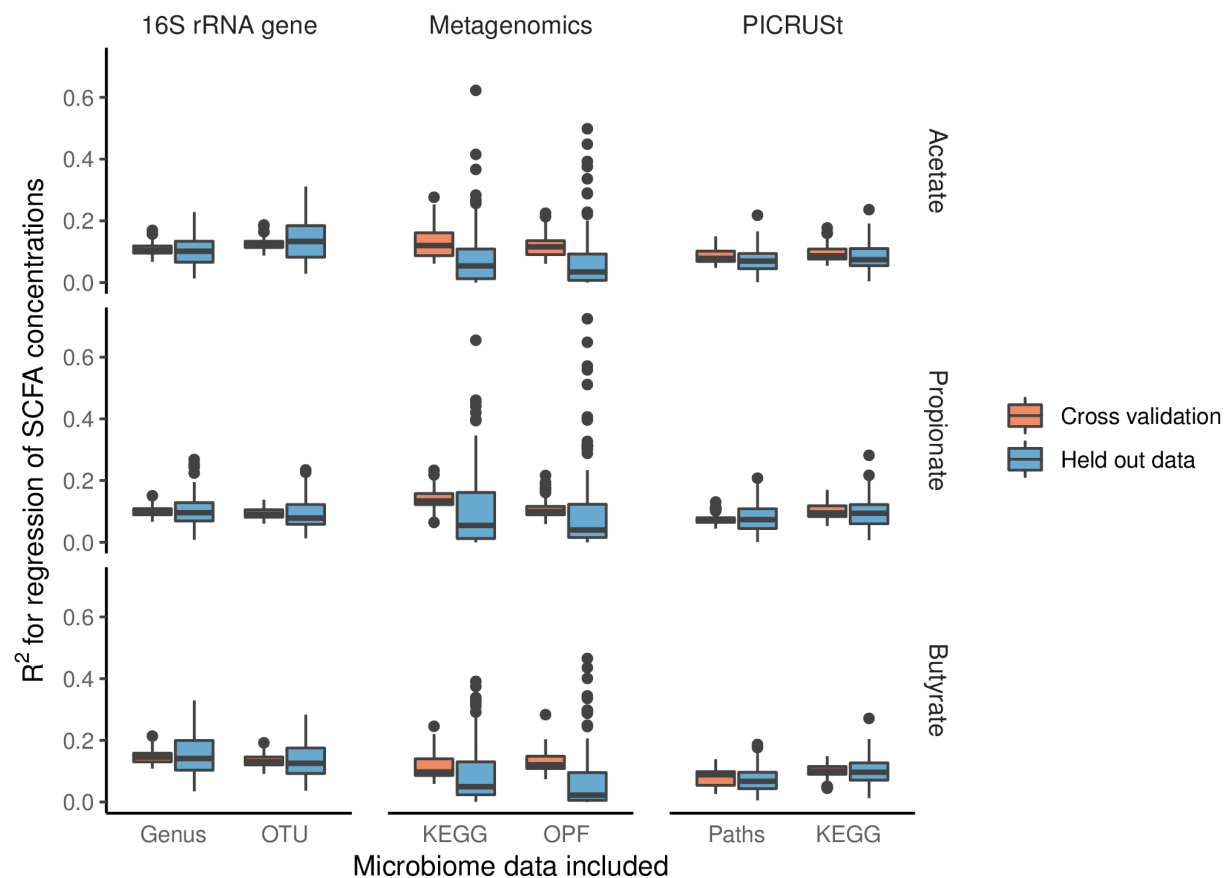 16S rRNA gene
Metagenomics
PICRUSt
R² for regression of SCFA concentrations
0.6
0.4
0.2
0.0
Acetate
0.6
0.4
0.2
0.0
Propionate
0.6
0.4
0.2
0.0
Butyrate
Genus
OTU
KEGG
OPF
Paths
KEGG
Microbiome data included
Cross validation
Held out data